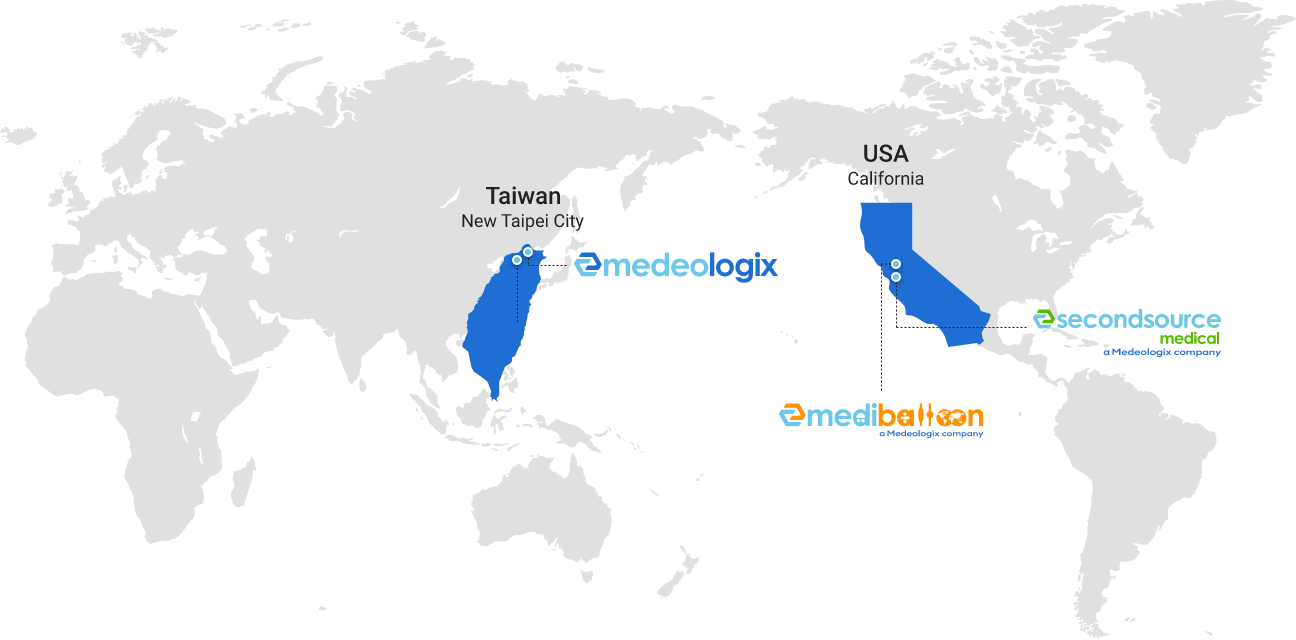 Taiwan
New Taipei City
medeologix
USA
California
secondsource
medical
a Medeologix company
mediballoon
a Medeologix company